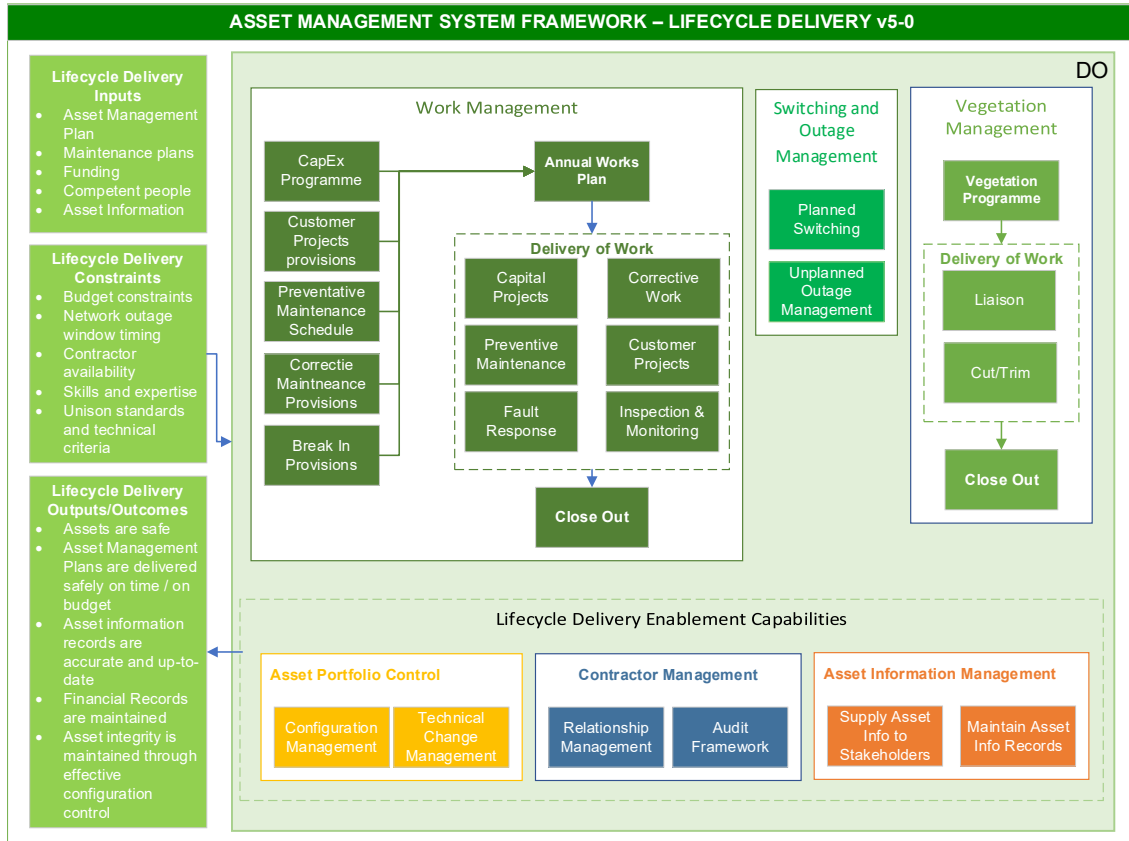 ASSET MANAGEMENT SYSTEM FRAMEWORK – LIFECYCLE DELIVERY v5-0
Lifecycle Delivery
Inputs
• Asset Management
Plan
• Maintenance plans
• Funding
• Competent people
• Asset Information
Lifecycle Delivery
Constraints
• Budget constraints
• Network outage
window timing
• Contractor
availability
• Skills and expertise
• Unison standards
and technical
criteria
Lifecycle Delivery
Outputs/Outcomes
• Assets are safe
• Asset Management
Plans are delivered
safely on time / on
budget
• Asset information
records are
accurate and up-to-
date
• Financial Records
are maintained
• Asset integrity is
maintained through
effective
configuration
control
DO
Work Management
CapEx
Programme
Customer
Projects
provisions
Preventative
Maintenance
Schedule
Correctie
Maintneance
Provisions
Break In
Provisions
Annual Works
Plan
Delivery of Work
Capital
Projects
Corrective
Work
Preventive
Maintenance
Customer
Projects
Fault
Response
Inspection &
Monitoring
Close Out
Switching and
Outage
Management
Planned
Switching
Unplanned
Outage
Management
Vegetation
Management
Vegetation
Programme
Delivery of Work
Liaison
Cut/Trim
Close Out
Lifecycle Delivery Enablement Capabilities
Asset Portfolio Control
Configuration
Management
Technical
Change
Management
Contractor Management
Relationship
Management
Audit
Framework
Asset Information Management
Supply Asset
Info to
Stakeholders
Maintain Asset
Info Records